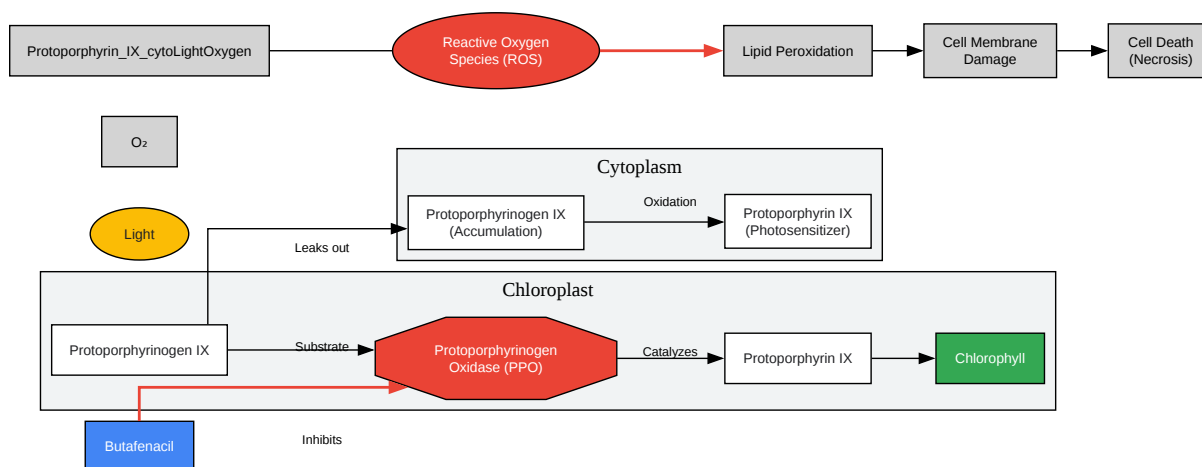 Protoporphyrin_IX_cytoLightOxygen
Reactive Oxygen
Species (ROS)
Lipid Peroxidation
Cell Membrane
Damage
Cell Death
(Necrosis)
O₂
Cytoplasm
Protoporphyrinogen IX
(Accumulation)
Oxidation
Protoporphyrin IX
(Photosensitizer)
Light
Leaks out
Chloroplast
Protoporphyrinogen IX
Substrate
Protoporphyrinogen
Oxidase (PPO)
Catalyzes
Protoporphyrin IX
Chlorophyll
Butafenacil
Inhibits